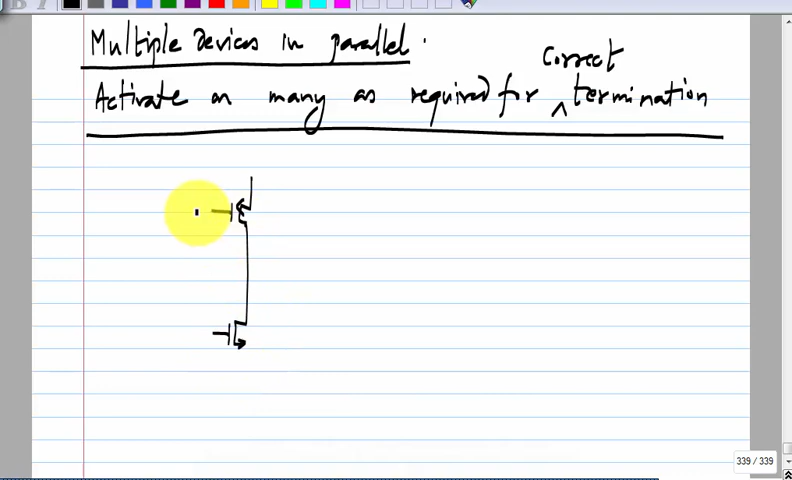 Multiple devices in parallel.
Correct
Activate as many as required for ^ termination
339 / 339